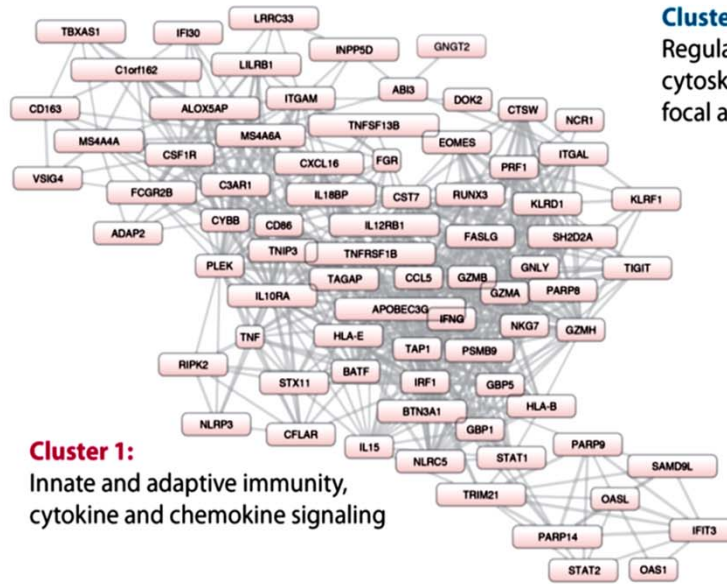 LRRC33
TBXAS1
IFI30
INPP5D
GNGT2
C1orf162
LILRB1
ABI3
ITGAM
DOK2
CD163
ALOX5AP
CTSW
NCR1
TNFSF13B
MS4A4A
MS4A6A
EOMES
CSF1R
CXCL16
FGR
ITGAL
PRF1
VSIG4
FCGR2B
C3AR1
IL18BP
CST7
RUNX3
KLRD1
KLRF1
CYBB
CD86
IL12RB1
ADAP2
FASLG
SH2D2A
TNIP3
TNFRSF1B
PLEK
TAGAP
CCL5
GZMB
GNLY
TIGIT
IL10RA
GZMA
PARP8
APOBEC3G
IFNG
NKG7
GZMH
TNF
HLA-E
TAP1
PSMB9
RIPK2
STX11
BATF
IRF1
GBP5
HLA-B
BTN3A1
NLRP3
CFLAR
GBP1
IL15
PARP9
NLRC5
STAT1
SAMD9L
TRIM21
OASL
PARP14
IFIT3
STAT2
OAS1
Cluster 1:
Innate and adaptive immunity,
cytokine and chemokine signaling
Cluste
Regula
cytosk
focal a